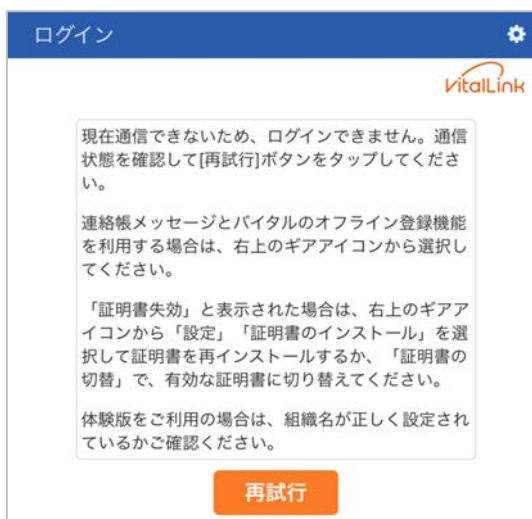 ログイン
VitalLink
現在通信できないため、ログインできません。通信
状態を確認して[再試行]ボタンをタップしてくださ
い。
連絡帳メッセージとバイタルのオフライン登録機能
を利用する場合は、右上のギアアイコンから選択し
てください。
「証明書失効」と表示された場合は、右上のギアア
イコンから「設定」「証明書のインストール」を選
択して証明書を再インストールするか、「証明書の
切替」で、有効な証明書に切り替えてください。
体験版をご利用の場合は、組織名が正しく設定され
ているかご確認ください。
再試行